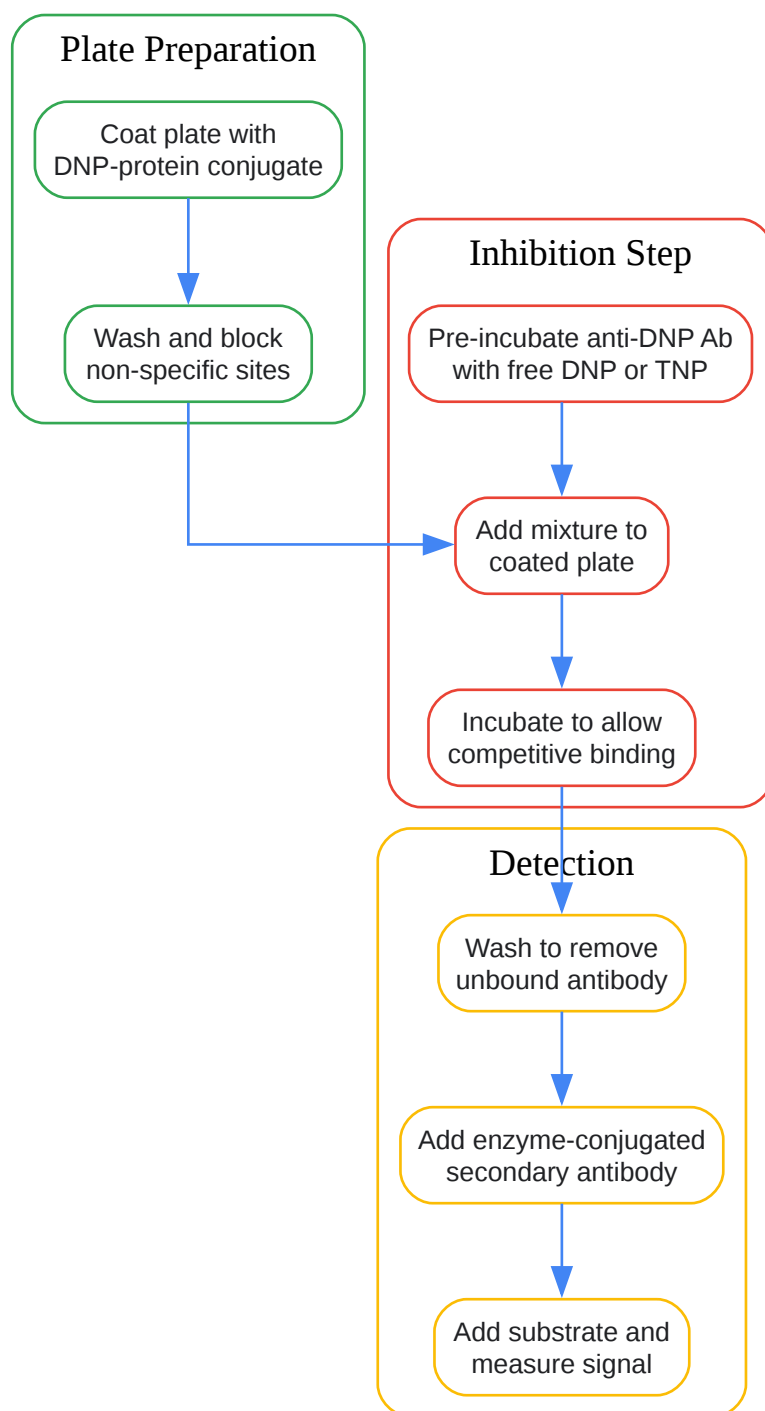 Plate Preparation
Coat plate with
DNP-protein conjugate
Wash and block
non-specific sites
Inhibition Step
Pre-incubate anti-DNP Ab
with free DNP or TNP
Add mixture to
coated plate
Incubate to allow
competitive binding
Detection
Wash to remove
unbound antibody
Add enzyme-conjugated
secondary antibody
Add substrate and
measure signal